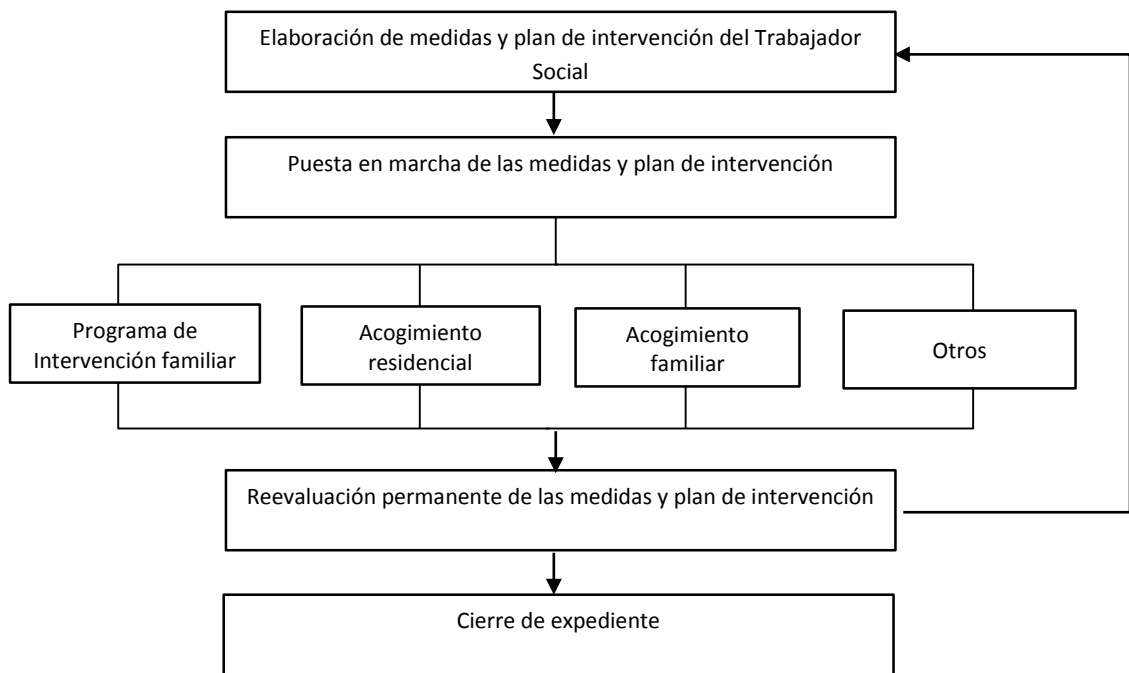 Elaboración de medidas y plan de intervención del Trabajador
Social
Puesta en marcha de las medidas y plan de intervención
Programa de
Intervención familiar
Acogimiento
residencial
Acogimiento
familiar
Otros
Reevaluación permanente de las medidas y plan de intervención
Cierre de expediente